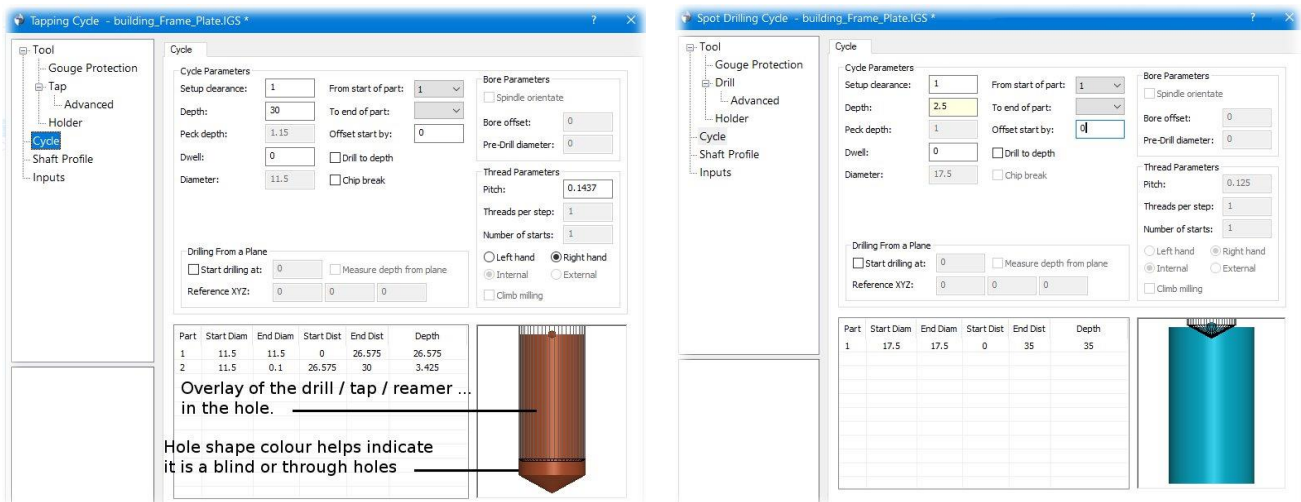 Tapping Cycle - building_Frame_Plate.IGS *
? ×
Tool
Gouge Protection
Tap
Advanced
Holder
Cycle
Shaft Profile
Inputs
Cycle
Cycle Parameters
Setup clearance: 1 From start of part: 1
Depth: 30 To end of part:
Peck depth: 1.15 Offset start by: 0
Dwell: 0 Drill to depth
Diameter: 11.5 Chip break
Bore Parameters
Spindle orientate
Bore offset: 0
Pre-Drill diameter: 0
Thread Parameters
Pitch: 0.1437
Threads per step: 1
Number of starts: 1
Left hand Right hand
Internal External
Climb milling
Drilling From a Plane
Start drilling at: 0 Measure depth from plane
Reference XYZ: 0 0 0
Part Start Diam End Diam Start Dist End Dist Depth
1 11.5 11.5 0 26.575 26.575
2 11.5 0.1 26.575 30 3.425
Overlay of the drill / tap / reamer ...
in the hole.
Hole shape colour helps indicate
it is a blind or through holes
Spot Drilling Cycle - building_Frame_Plate.IGS *
? ×
Tool
Gouge Protection
Drill
Advanced
Holder
Cycle
Shaft Profile
Inputs
Cycle
Cycle Parameters
Setup clearance: 1 From start of part: 1
Depth: 2.5 To end of part:
Peck depth: 1 Offset start by: 0
Dwell: 0 Drill to depth
Diameter: 17.5 Chip break
Bore Parameters
Spindle orientate
Bore offset: 0
Pre-Drill diameter: 0
Thread Parameters
Pitch: 0.125
Threads per step: 1
Number of starts: 1
Left hand Right hand
Internal External
Climb milling
Drilling From a Plane
Start drilling at: 0 Measure depth from plane
Reference XYZ: 0 0 0
Part Start Diam End Diam Start Dist End Dist Depth
1 17.5 17.5 0 35 35